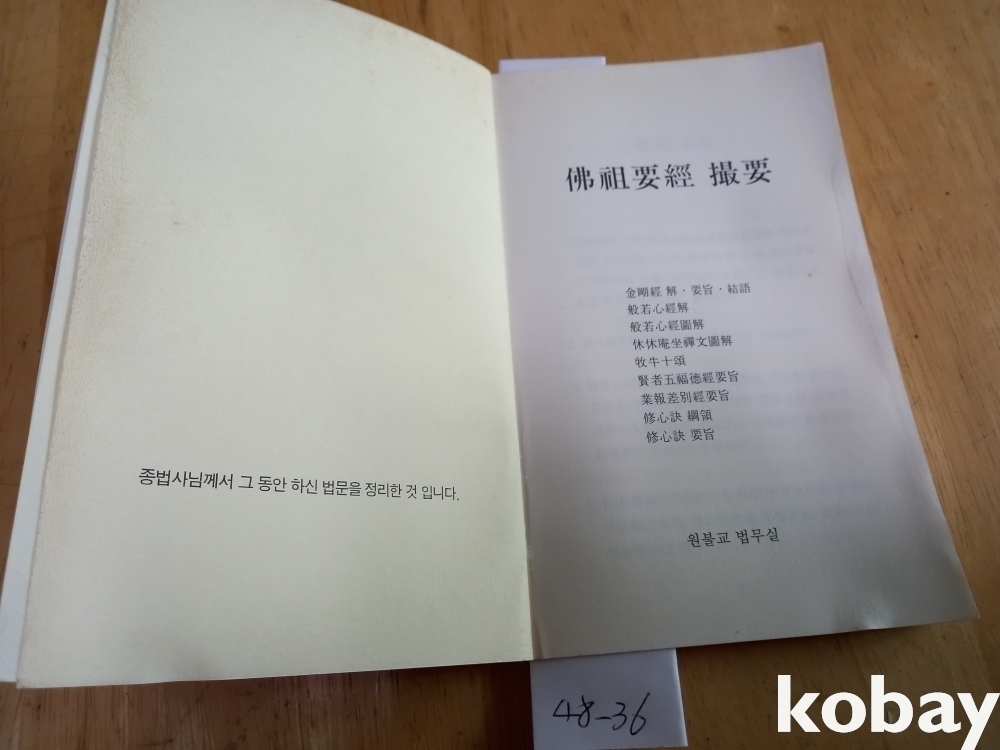 종법사님께서 그 동안 하신 법문을 정리한 것 입니다.
佛祖要經 撮要
金剛經 解·要旨·結語
般若心經解
般若心經圖解
休休庵坐禪文圖解
牧牛十頌
賢者五福德經要旨
業報差別經要旨
修心訣 綱領
修心訣 要旨
원불교 법무실
48-36
kobay